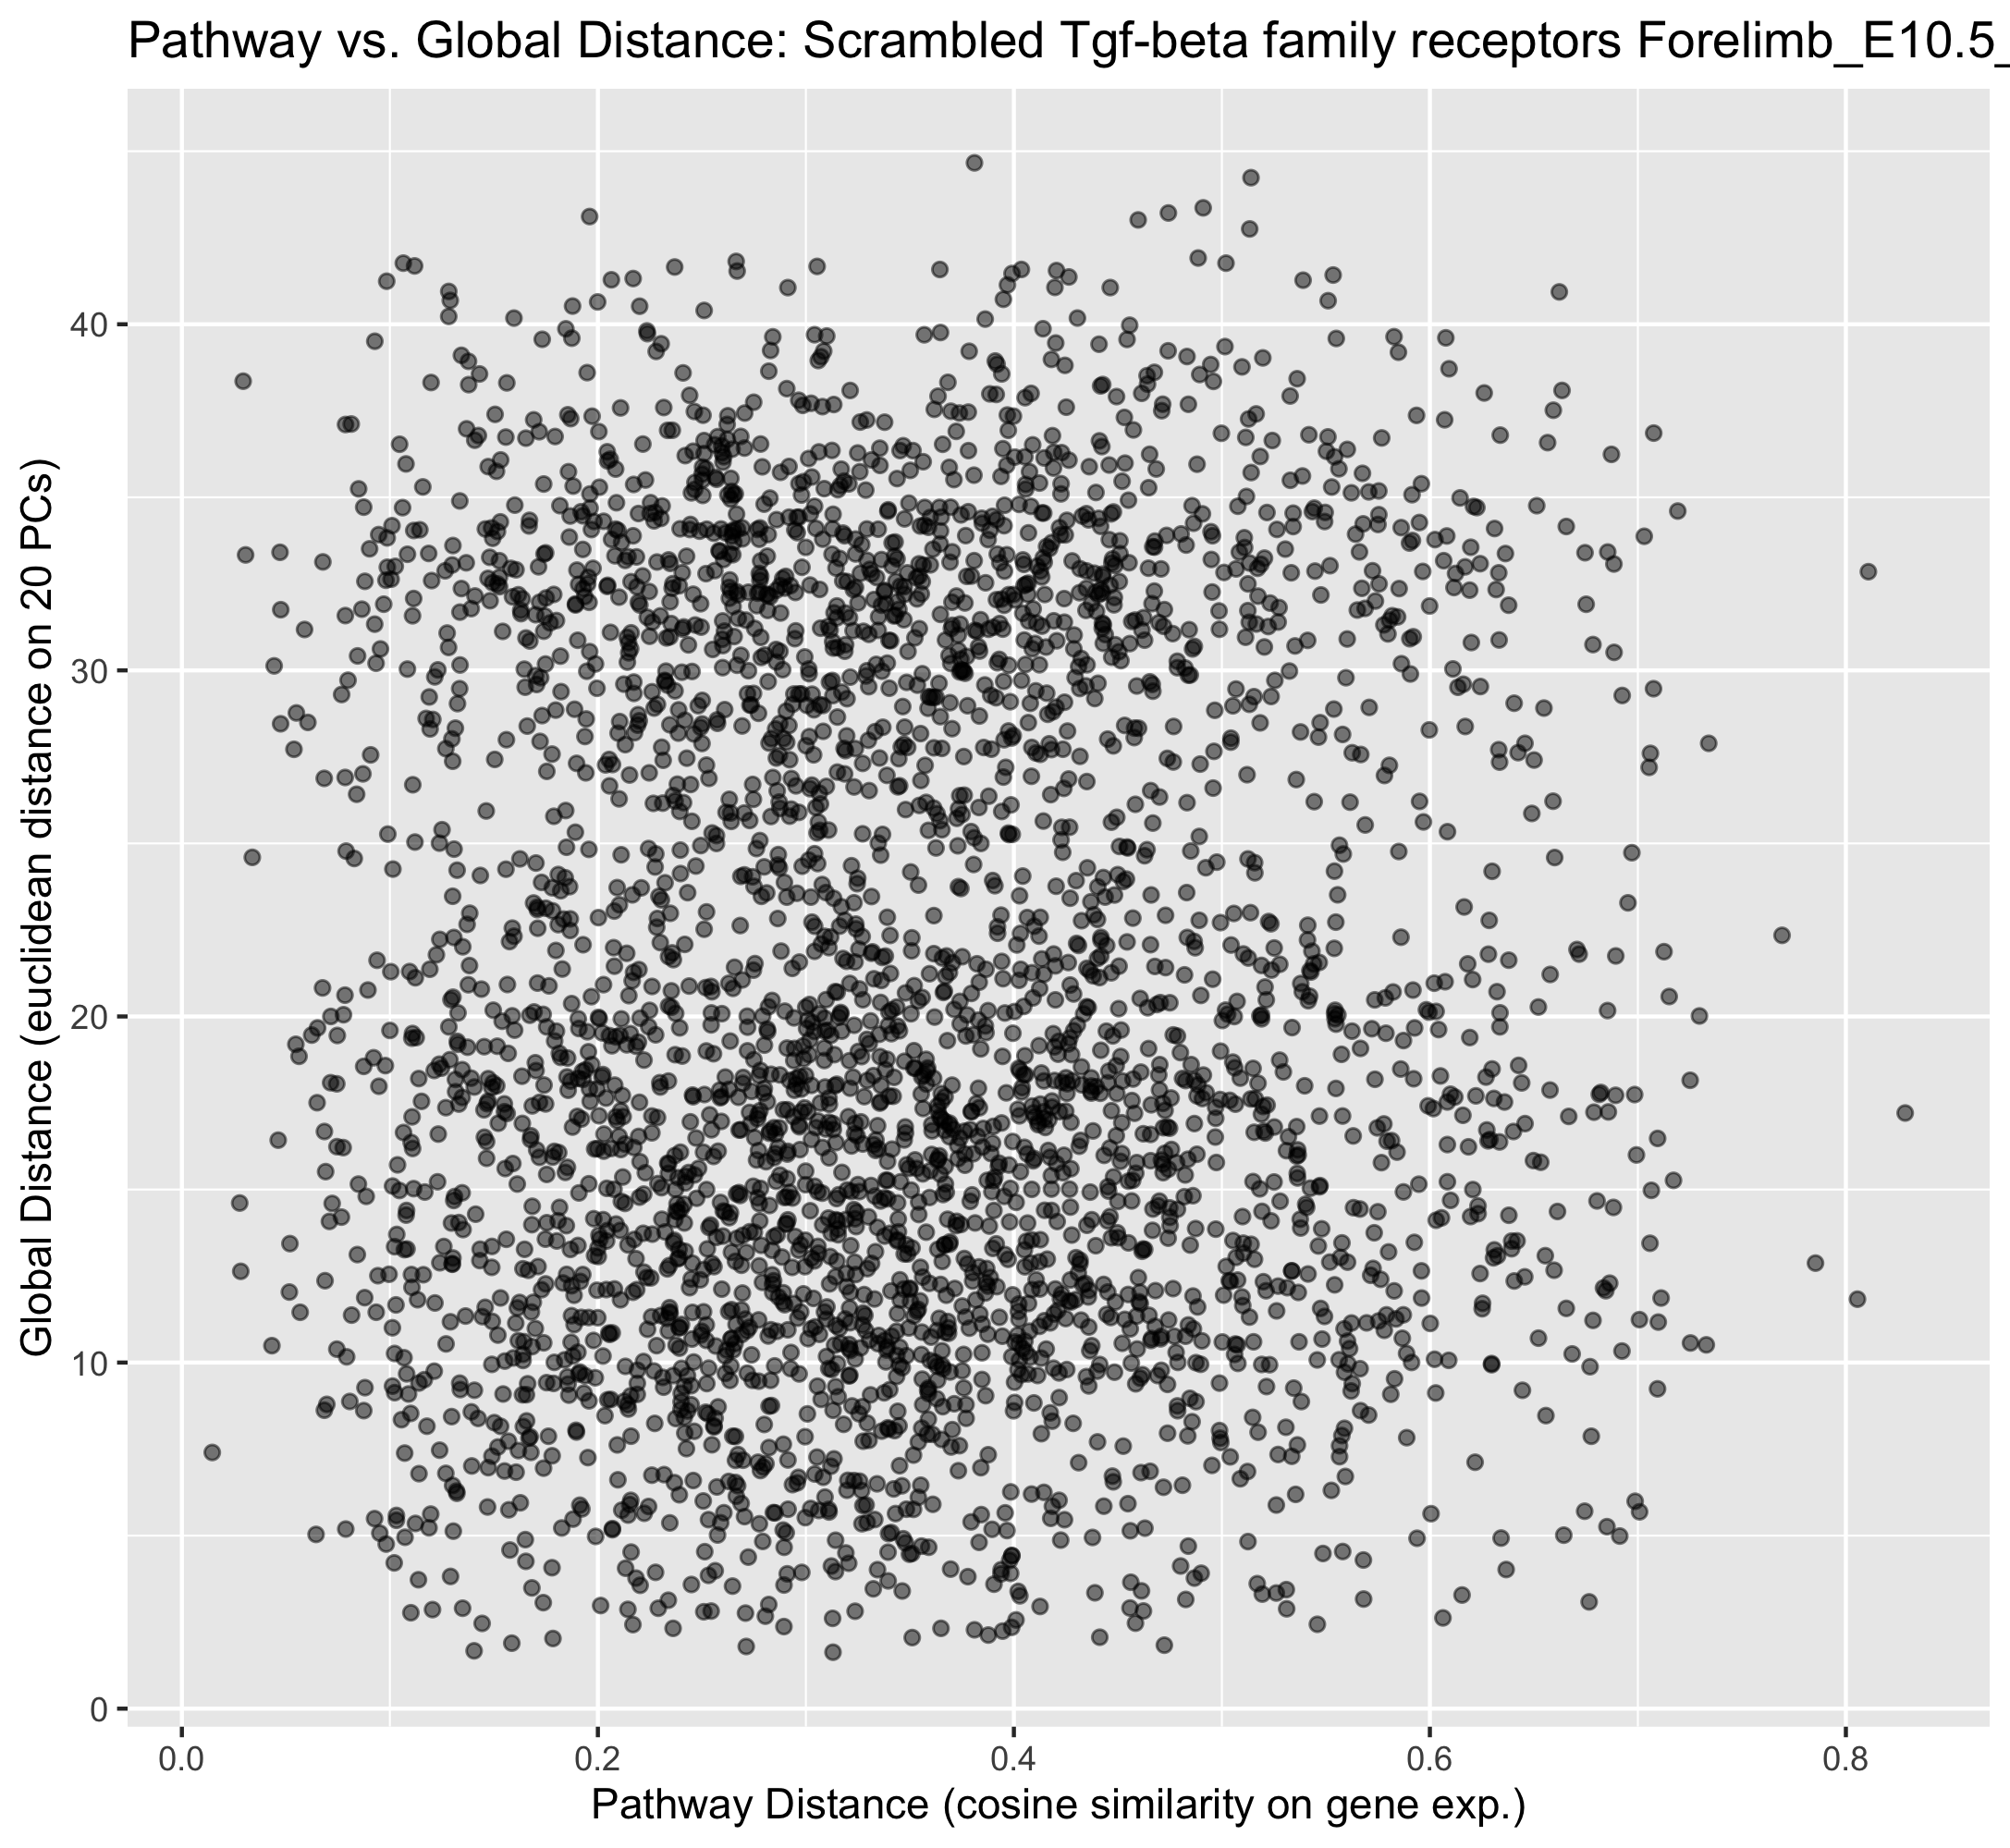 Pathway vs. Global Distance: Scrambled Tgf-beta family receptors Forelimb_E10.5_
Global Distance (euclidean distance on 20 PCs)
40
30
20
10
0
0.0 0.2 0.4 0.6 0.8
Pathway Distance (cosine similarity on gene exp.)